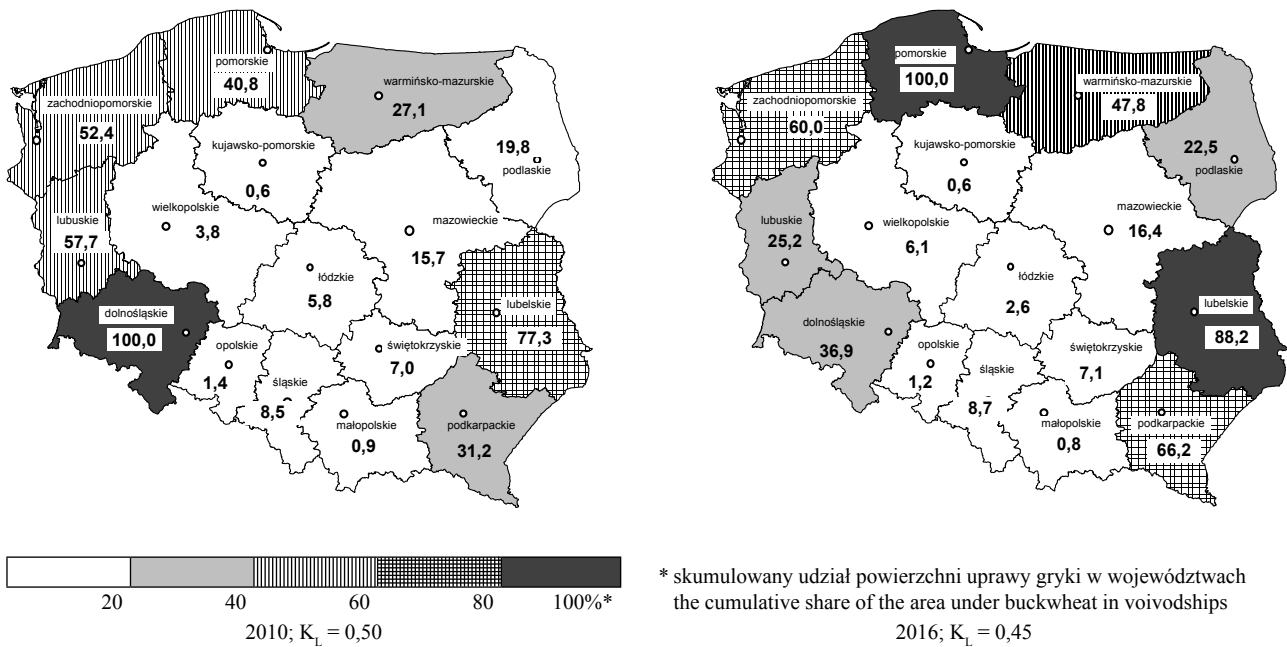 pomorskie
40,8
warmińsko-mazurskie
27,1
zachodniopomorskie
52,4
19,8
podlaskie
kujawsko-pomorskie
0,6
lubuskie
57,7
wielkopolskie
3,8
mazowieckie
15,7
łódzkie
5,8
lubelskie
77,3
dolnośląskie
100,0
opolskie
1,4
śląskie
8,5
świętokrzyskie
7,0
małopolskie
0,9
podkarpackie
31,2
pomorskie
100,0
warmińsko-mazurskie
47,8
zachodniopomorskie
60,0
22,5
podlaskie
kujawsko-pomorskie
0,6
lubuskie
25,2
wielkopolskie
6,1
mazowieckie
16,4
łódzkie
2,6
lubelskie
88,2
dolnośląskie
36,9
opolskie
1,2
śląskie
8,7
świętokrzyskie
7,1
małopolskie
0,8
podkarpackie
66,2
20 40 60 80 100%*
2010; K_L = 0,50
* skumulowany udział powierzchni uprawy gryki w województwach
the cumulative share of the area under buckwheat in voivodships
2016; K_L = 0,45